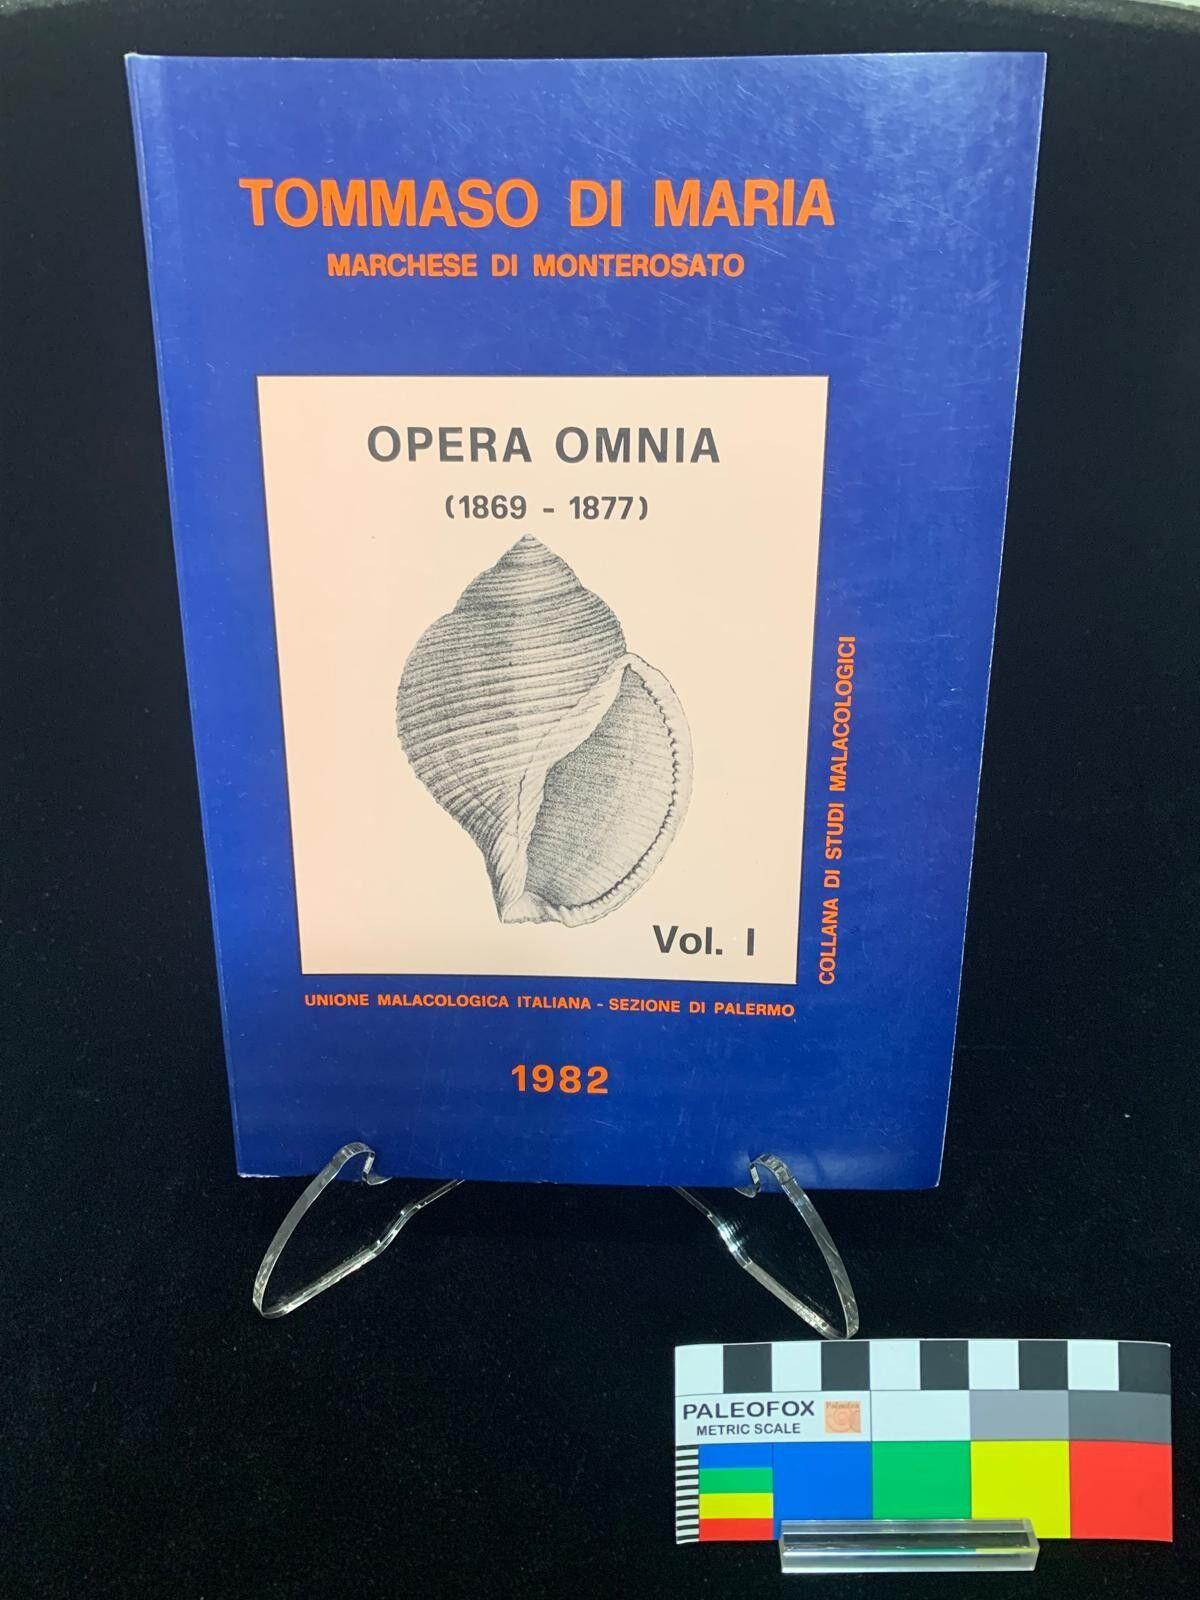 TOMMASO DI MARIA
MARCHESE DI MONTEROSATO
OPERA OMNIA
(1869 - 1877)
Vol. I
COLLANA DI STUDI MALACOLOGICI
UNIONE MALACOLOGICA ITALIANA - SEZIONE DI PALERMO
1982
PALEOFOX
METRIC SCALE
Paleofox